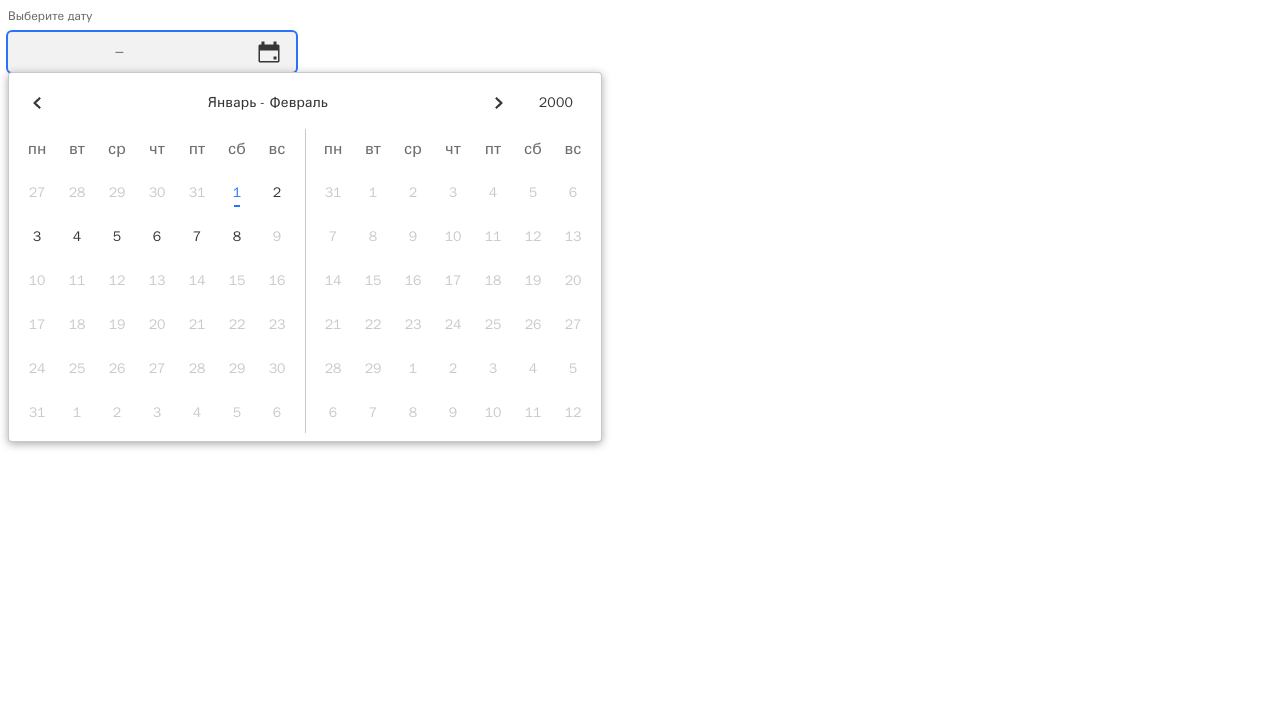 Выберите дату
–
Январь - Февраль 2000
пн вт ср чт пт сб вс пн вт ср чт пт сб вс
27 28 29 30 31 1 2 31 1 2 3 4 5 6
3 4 5 6 7 8 9 7 8 9 10 11 12 13
10 11 12 13 14 15 16 14 15 16 17 18 19 20
17 18 19 20 21 22 23 21 22 23 24 25 26 27
24 25 26 27 28 29 30 28 29 1 2 3 4 5
31 1 2 3 4 5 6 6 7 8 9 10 11 12